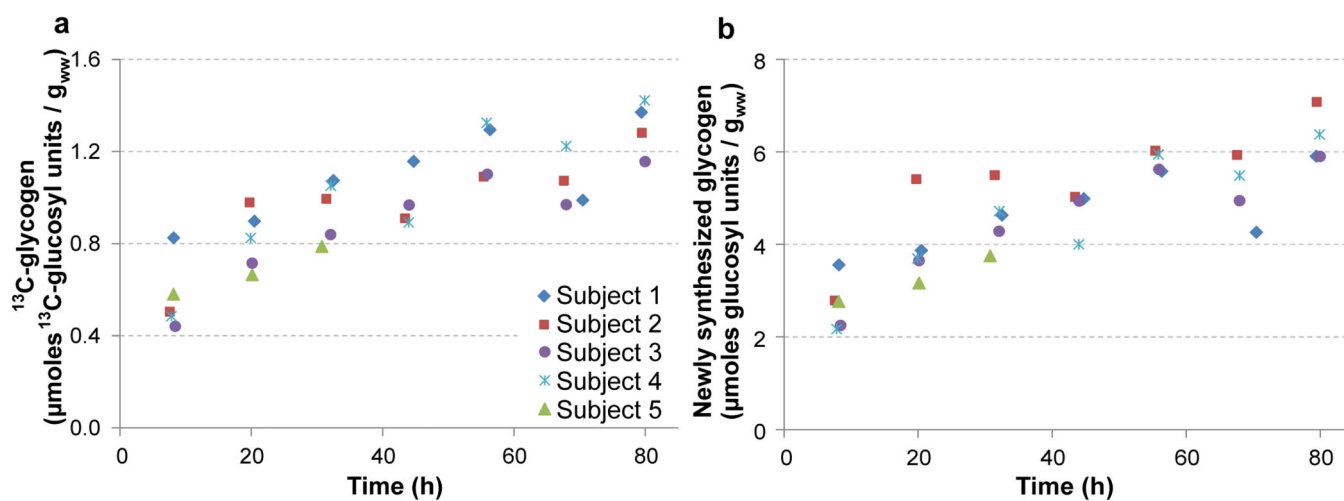 a
¹³C-glycogen
(µmoles ¹³C-glucosyl units / gww)
1.6
1.2
0.8
0.4
0.0
0
20
40
60
80
Time (h)
Subject 1
Subject 2
Subject 3
Subject 4
Subject 5
b
Newly synthesized glycogen
(µmoles glucosyl units / gww)
8
6
4
2
0
0
20
40
60
80
Time (h)